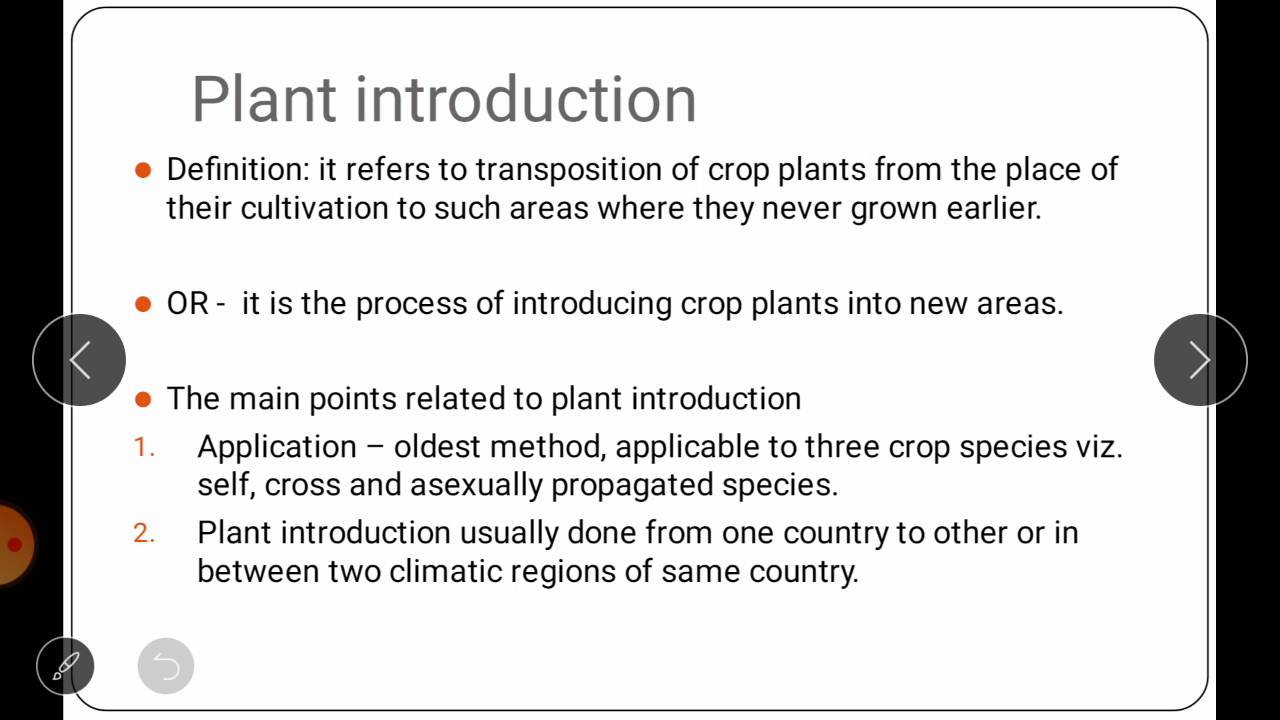 Plant introduction
Definition: it refers to transposition of crop plants from the place of
their cultivation to such areas where they never grown earlier.
OR - it is the process of introducing crop plants into new areas.
The main points related to plant introduction
1. Application – oldest method, applicable to three crop species viz.
self, cross and asexually propagated species.
2. Plant introduction usually done from one country to other or in
between two climatic regions of same country.